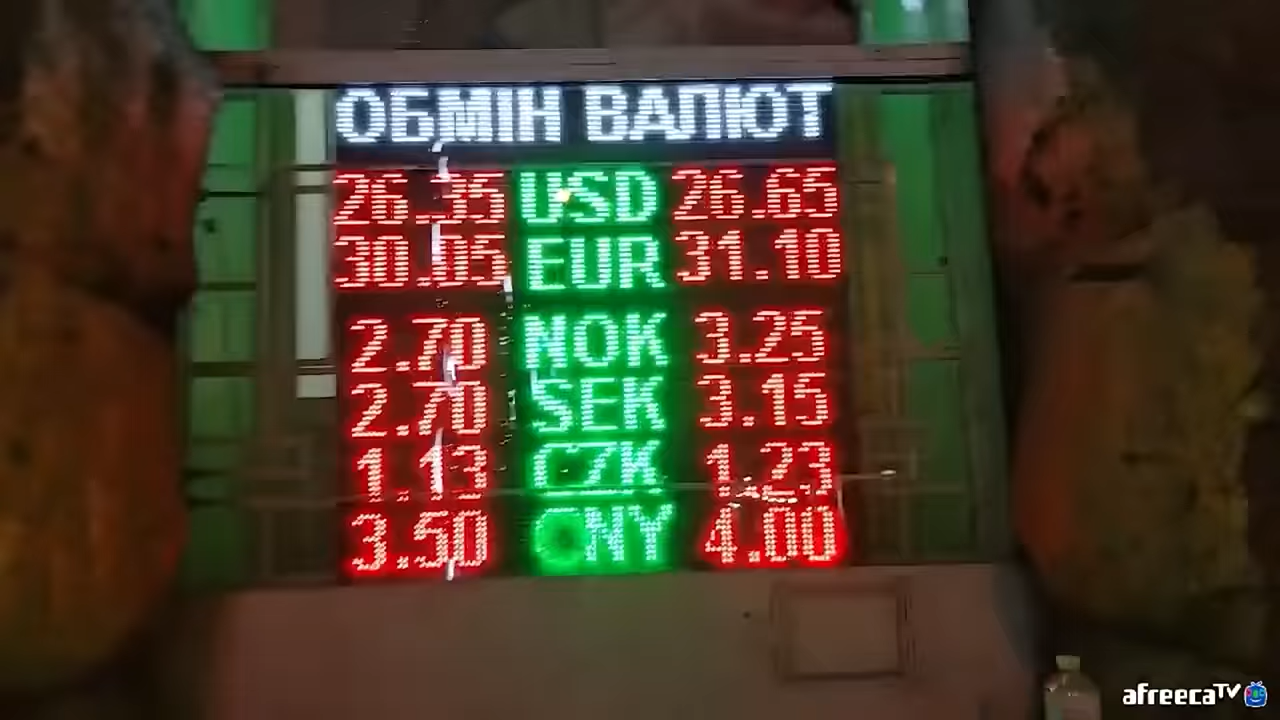 ОБМІН ВАЛЮТ
26.35 USD 26.65
30.05 EUR 31.10
2.70 NOK 3.25
2.70 SEK 3.15
1.13 CZK 1.23
3.50 CNY 4.00
afreecaTV